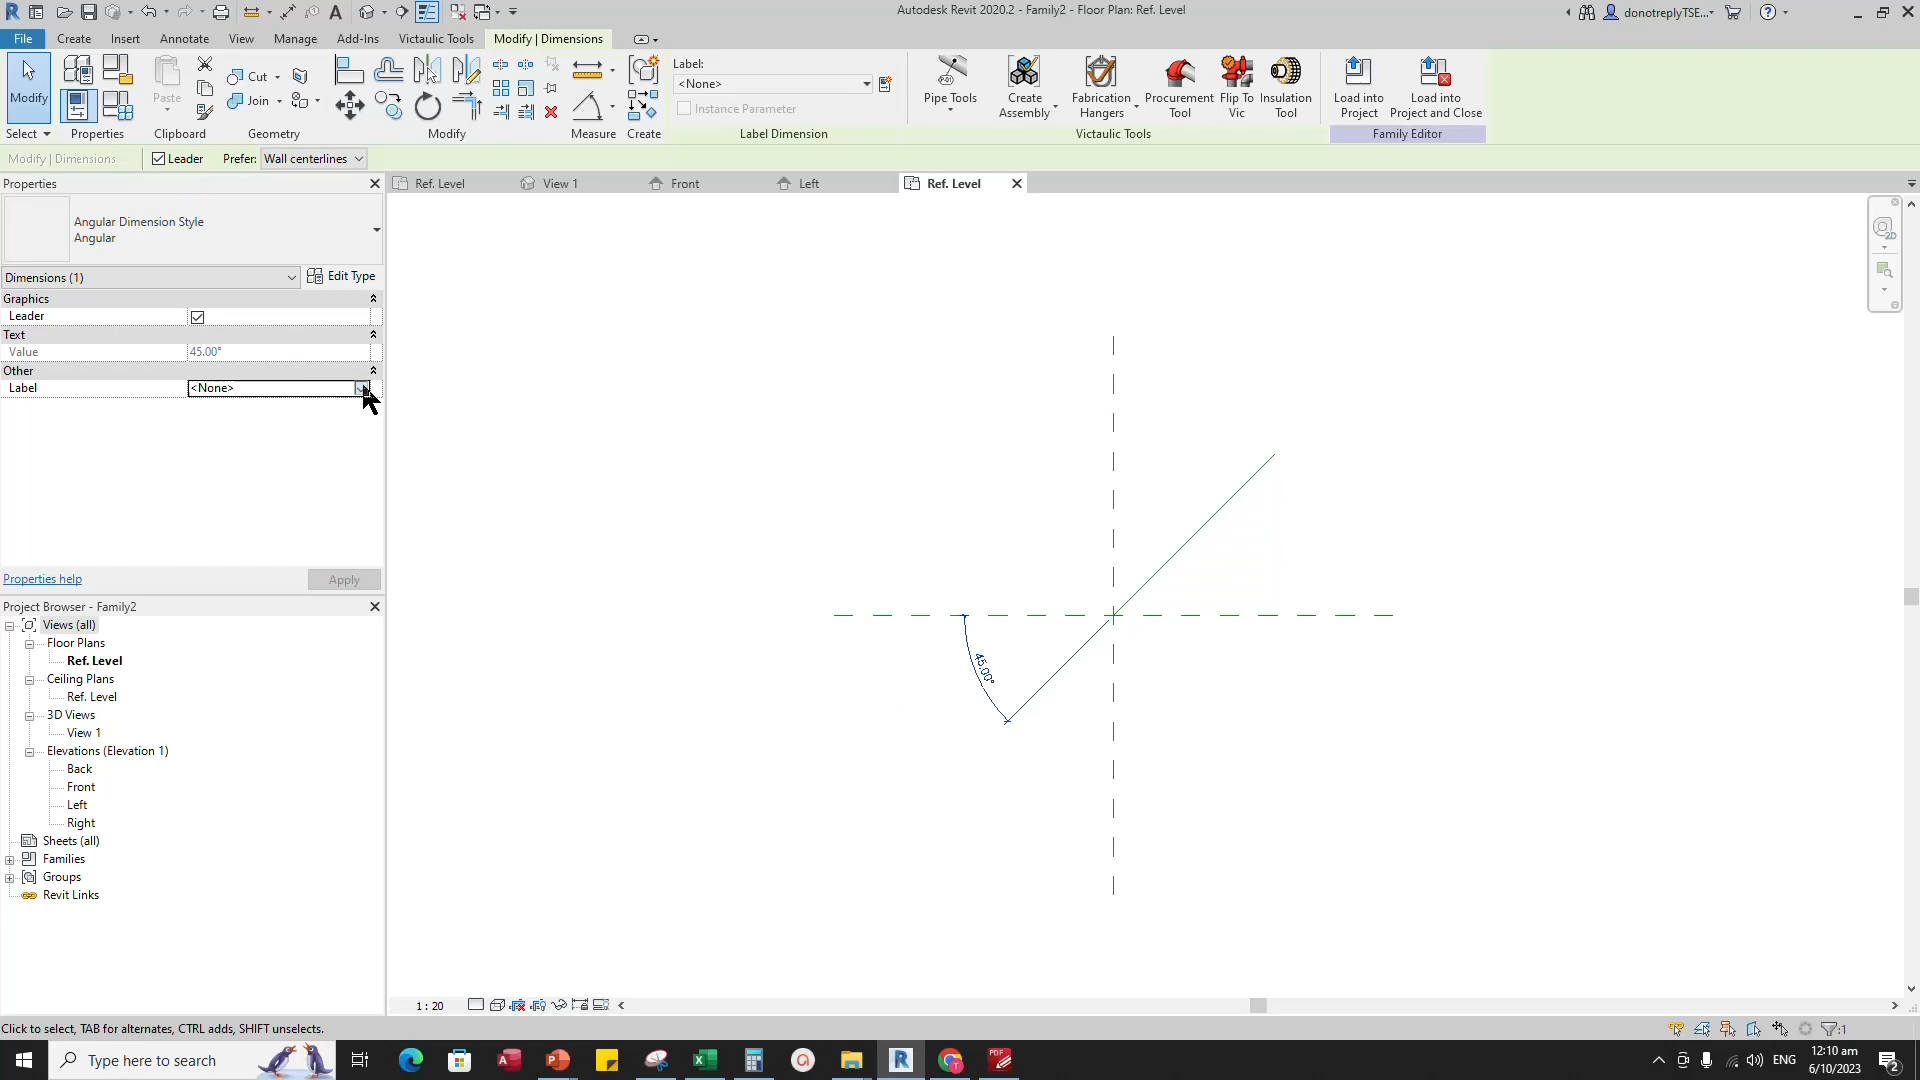 Autodesk Revit 2020.2 - Family2 - Floor Plan: Ref. Level
donotreplyTSE...
File
Create
Insert
Annotate
View
Manage
Add-Ins
Victaulic Tools
Modify | Dimensions
Modify
Paste
Cut
Join
Label:
<None>
Instance Parameter
Pipe Tools
Create
Assembly
Fabrication
Hangers
Procurement
Tool
Flip To
Vic
Insulation
Tool
Load into
Project
Load into
Project and Close
Select
Properties
Clipboard
Geometry
Modify
Measure
Create
Label Dimension
Victaulic Tools
Family Editor
Modify | Dimensions
Leader
Prefer:
Wall centerlines
Properties
Ref. Level
View 1
Front
Left
Ref. Level
Angular Dimension Style
Angular
Dimensions (1)
Edit Type
Graphics
Leader
Text
Value
45.00°
Other
Label
<None>
45.00°
Properties help
Apply
Project Browser - Family2
Views (all)
Floor Plans
Ref. Level
Ceiling Plans
Ref. Level
3D Views
View 1
Elevations (Elevation 1)
Back
Front
Left
Right
Sheets (all)
Families
Groups
Revit Links
1 : 20
Click to select, TAB for alternates, CTRL adds, SHIFT unselects.
:1
Type here to search
ENG
12:10 am
6/10/2023
2